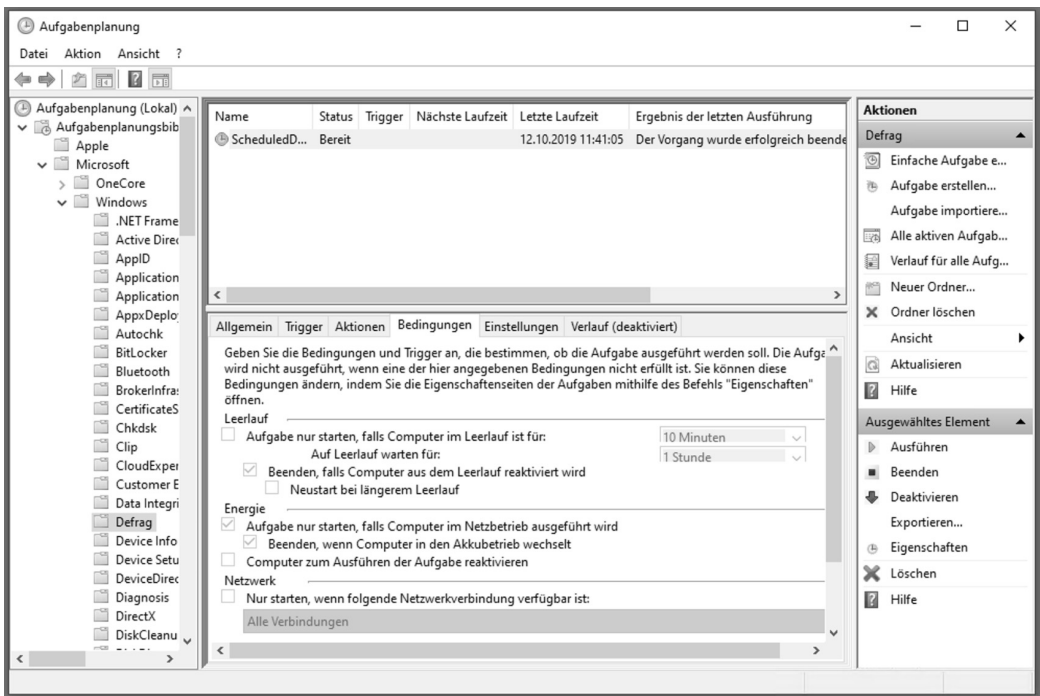 Aufgabenplanung
Datei Aktion Ansicht ?
Aufgabenplanung (Lokal)
Aufgabenplanungsbib
Apple
Microsoft
OneCore
Windows
.NET Frame
Active Direc
AppID
Application
Application
AppxDeplo
Autochk
BitLocker
Bluetooth
BrokerInfras
CertificateS
Chkdsk
Clip
CloudExper
Customer E
Data Integri
Defrag
Device Info
Device Setu
DeviceDirec
Diagnosis
DirectX
DiskCleanu
Name Status Trigger Nächste Laufzeit Letzte Laufzeit Ergebnis der letzten Ausführung
ScheduledD... Bereit 12.10.2019 11:41:05 Der Vorgang wurde erfolgreich beende
Allgemein Trigger Aktionen Bedingungen Einstellungen Verlauf (deaktiviert)
Geben Sie die Bedingungen und Trigger an, die bestimmen, ob die Aufgabe ausgeführt werden soll. Die Aufga
wird nicht ausgeführt, wenn eine der hier angegebenen Bedingungen nicht erfüllt ist. Sie können diese
Bedingungen ändern, indem Sie die Eigenschaftenseiten der Aufgaben mithilfe des Befehls "Eigenschaften"
öffnen.
Leerlauf
Aufgabe nur starten, falls Computer im Leerlauf ist für: 10 Minuten
Auf Leerlauf warten für: 1 Stunde
Beenden, falls Computer aus dem Leerlauf reaktiviert wird
Neustart bei längerem Leerlauf
Energie
Aufgabe nur starten, falls Computer im Netzbetrieb ausgeführt wird
Beenden, wenn Computer in den Akkubetrieb wechselt
Computer zum Ausführen der Aufgabe reaktivieren
Netzwerk
Nur starten, wenn folgende Netzwerkverbindung verfügbar ist:
Alle Verbindungen
Aktionen
Defrag
Einfache Aufgabe e...
Aufgabe erstellen...
Aufgabe importiere...
Alle aktiven Aufgab...
Verlauf für alle Aufg...
Neuer Ordner...
Ordner löschen
Ansicht
Aktualisieren
Hilfe
Ausgewähltes Element
Ausführen
Beenden
Deaktivieren
Exportieren...
Eigenschaften
Löschen
Hilfe